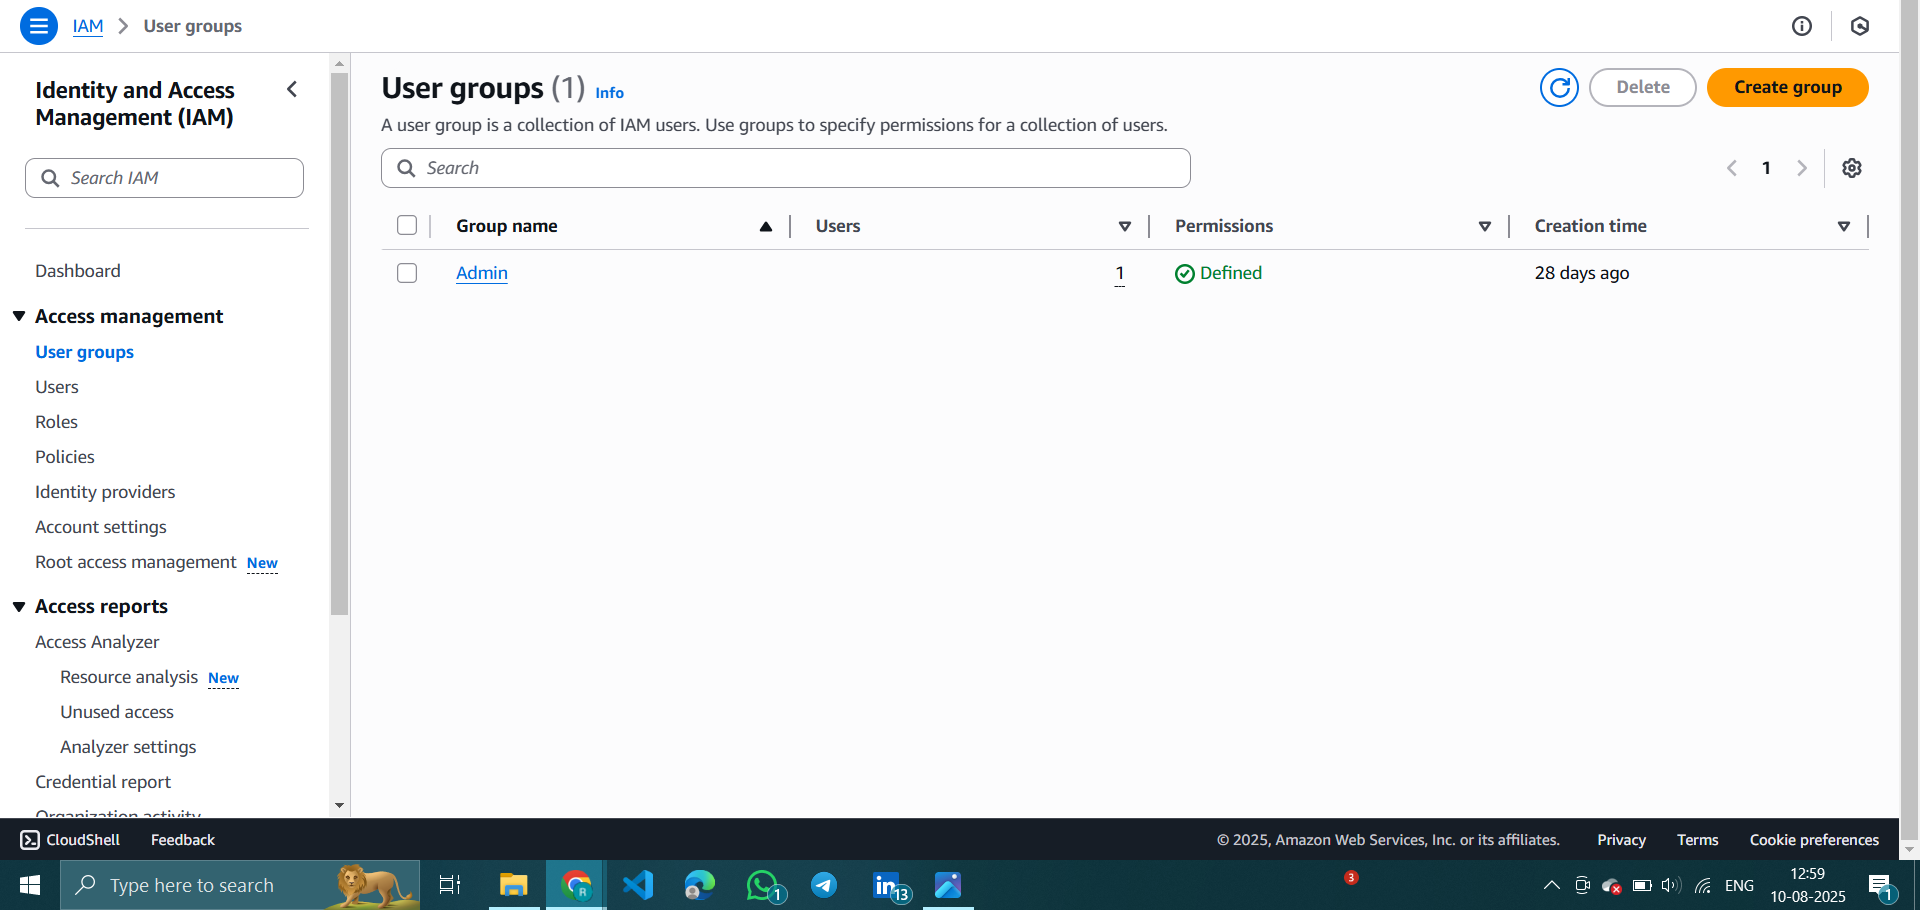 IAM > User groups
Identity and Access
Management (IAM)
Search IAM
Dashboard
Access management
User groups
Users
Roles
Policies
Identity providers
Account settings
Root access management New
Access reports
Access Analyzer
Resource analysis New
Unused access
Analyzer settings
Credential report
Organization activity
User groups (1) Info
Delete
Create group
A user group is a collection of IAM users. Use groups to specify permissions for a collection of users.
Search
1
Group name Users Permissions Creation time
Admin 1 Defined 28 days ago
CloudShell Feedback © 2025, Amazon Web Services, Inc. or its affiliates. Privacy Terms Cookie preferences
Type here to search
R
1
in 13
3
ENG
12:59
10-08-2025
1